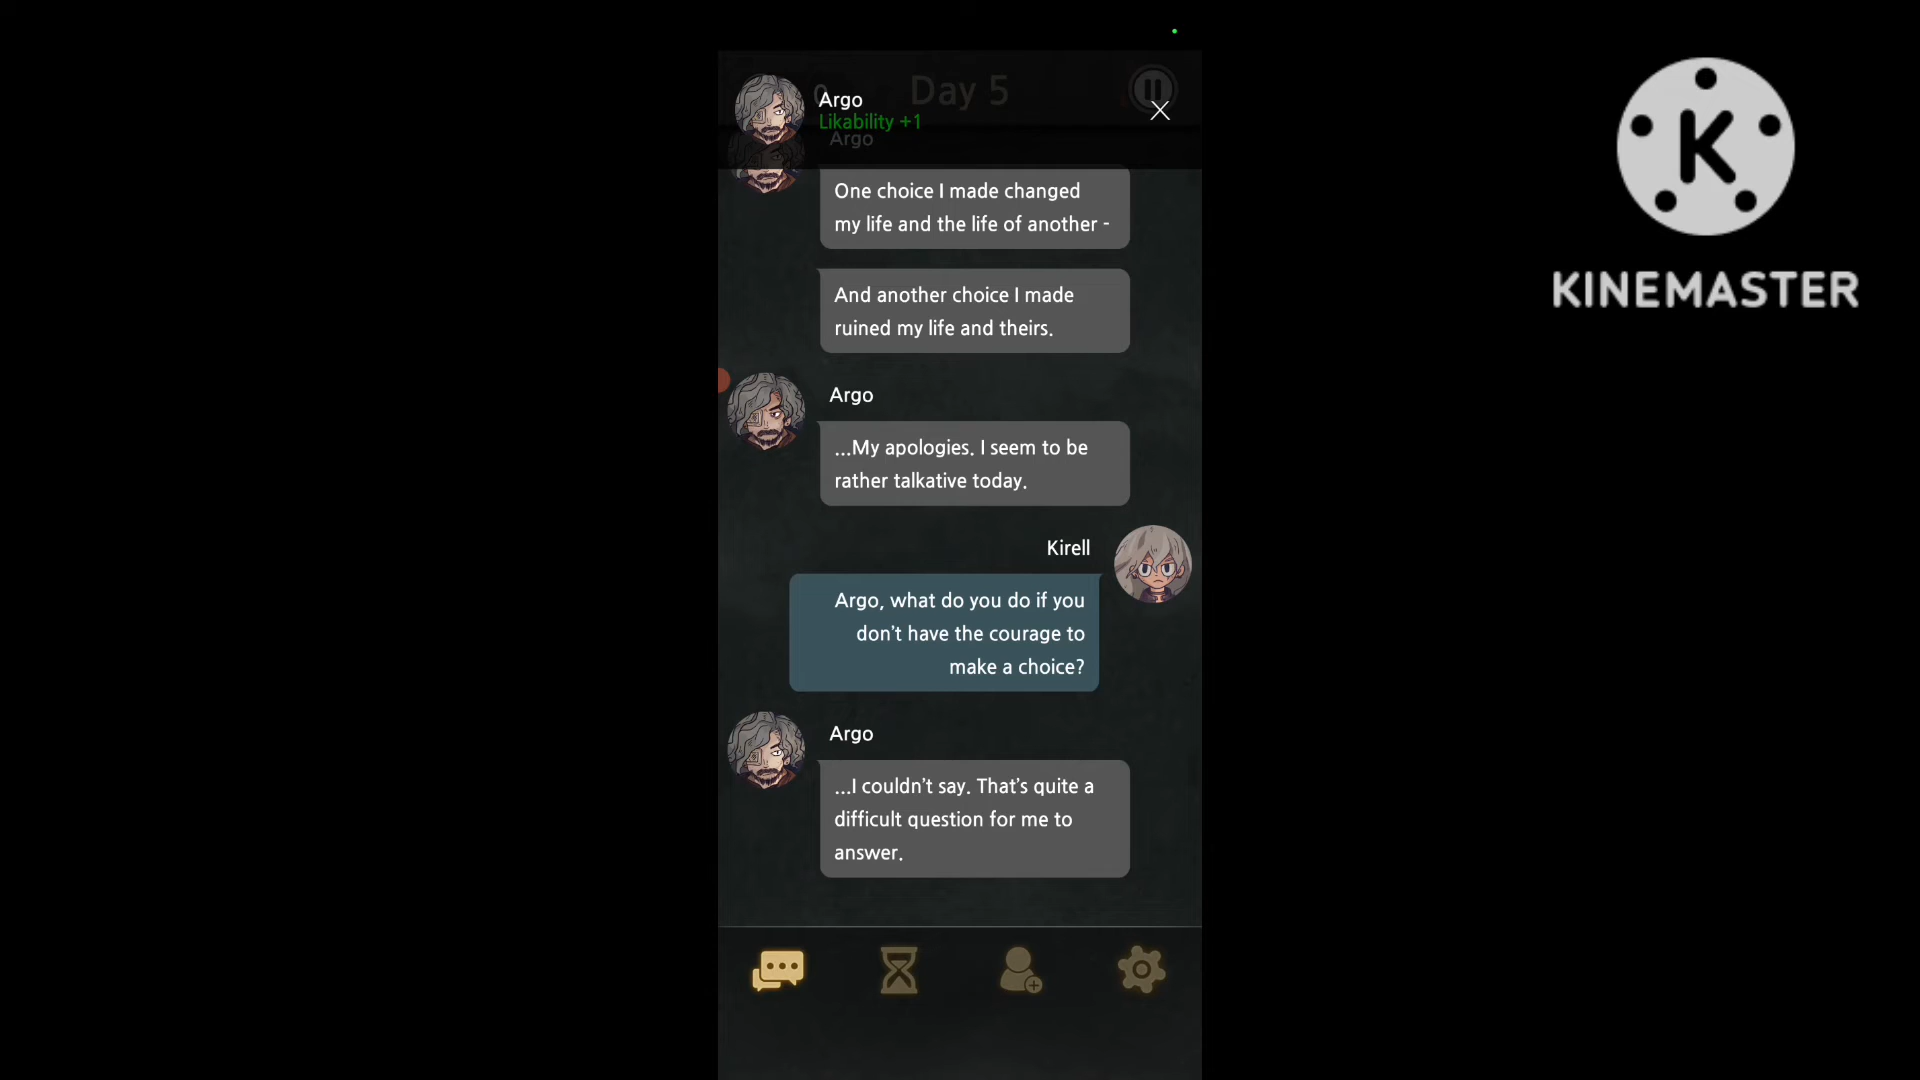 0
Day 5
Argo
Likability +1
Argo
One choice I made changed
my life and the life of another -
And another choice I made
ruined my life and theirs.
Argo
...My apologies. I seem to be
rather talkative today.
Kirell
Argo, what do you do if you
don't have the courage to
make a choice?
Argo
...I couldn't say. That's quite a
difficult question for me to
answer.
K
KINEMASTER